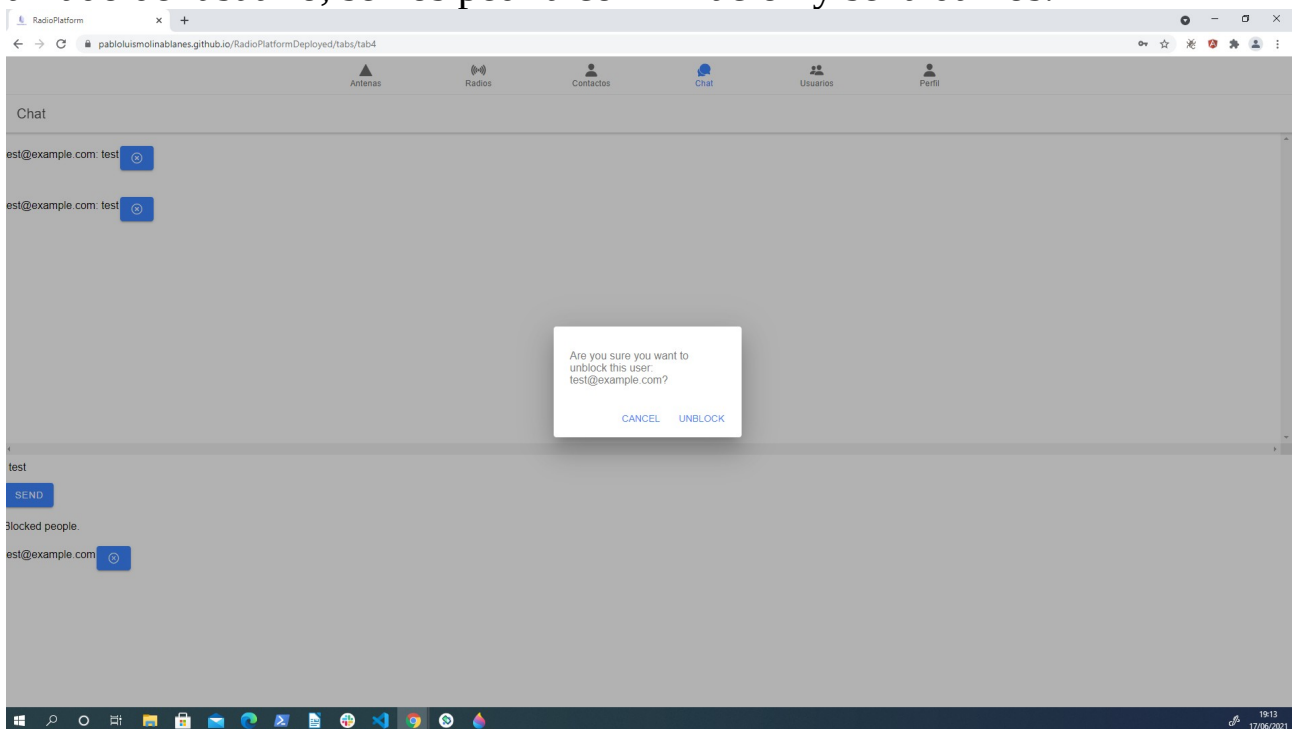 RadioPlatform
pabloluismolinablanes.github.io/RadioPlatformDeployed/tabs/tab4
Antenas Radios Contactos Chat Usuarios Perfil
Chat
est@example.com: test
est@example.com: test
Are you sure you want to
unblock this user:
test@example.com?
CANCEL UNBLOCK
test
SEND
Blocked people.
est@example.com
19:13
17/06/2021